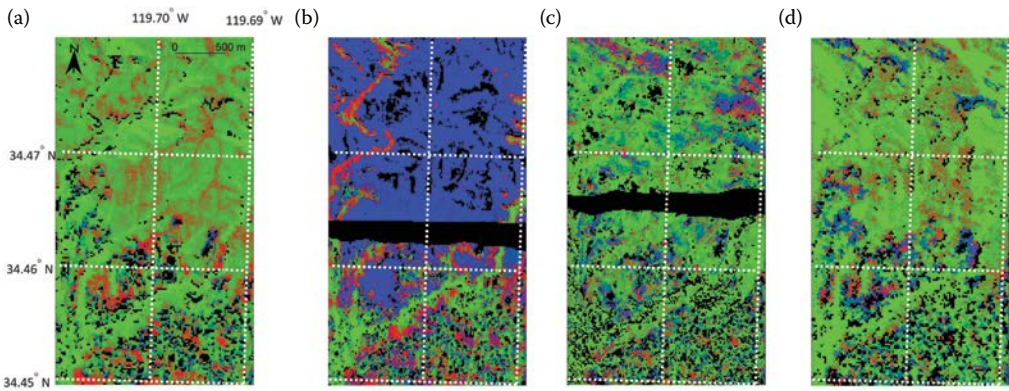 (a)
119.70° W
119.69° W
(b)
(c)
(d)
N
0 500 m
34.47° N
34.46° N
34.45° N